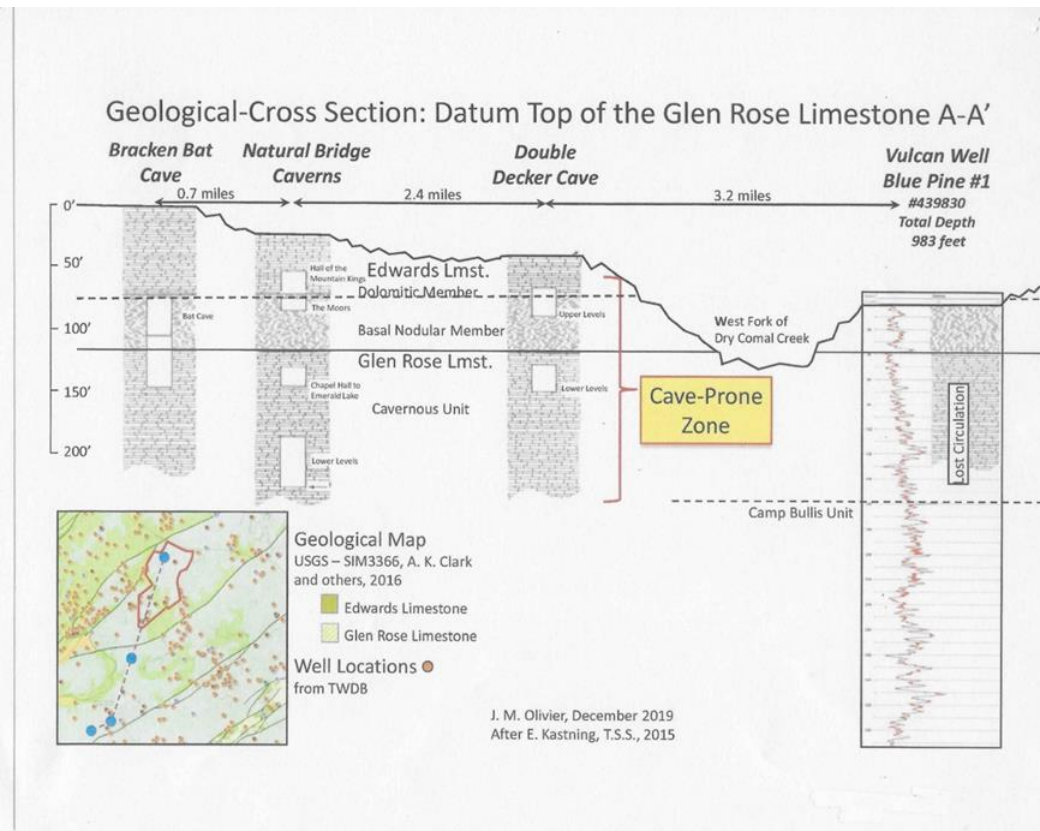 Geological-Cross Section: Datum Top of the Glen Rose Limestone A-A’
Bracken Bat
Cave
Natural Bridge
Caverns
Double
Decker Cave
Vulcan Well
Blue Pine #1
#439830
Total Depth
983 feet
0.7 miles
2.4 miles
3.2 miles
0’
50’
100’
150’
200’
Hall of the
Mountain Kings
Edwards Lmst.
Dolomitic Member
The Moors
Bat Cave
Upper Levels
Basal Nodular Member
West Fork of
Dry Comal Creek
Glen Rose Lmst.
Chapel Hall to
Emerald Lake
Lower Levels
Cavernous Unit
Cave-Prone
Zone
Lost Circulation
Lower Levels
Camp Bullis Unit
Geological Map
USGS – SIM3366, A. K. Clark
and others, 2016
Edwards Limestone
Glen Rose Limestone
Well Locations
from TWDB
J. M. Olivier, December 2019
After E. Kastning, T.S.S., 2015